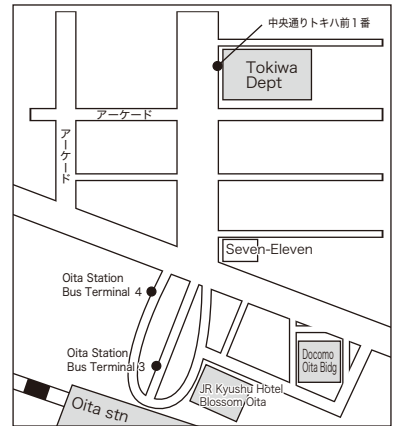 中央通りトキハ前1番
Tokiwa
Dept
アーケード
アーケード
Seven-Eleven
Oita Station
Bus Terminal 4
Oita Station
Bus Terminal 3
Docomo
Oita Bidg
JR Kyushu Hotel
Blossom Oita
Oita stn